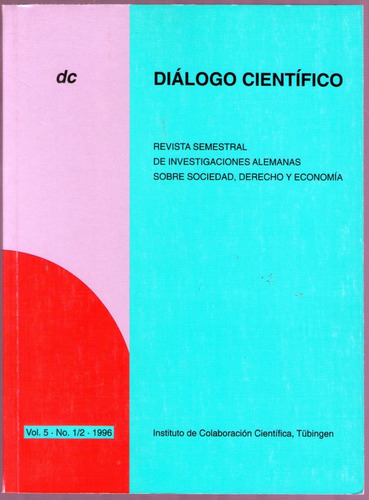 dc
DIÁLOGO CIENTÍFICO
REVISTA SEMESTRAL
DE INVESTIGACIONES ALEMANAS
SOBRE SOCIEDAD, DERECHO Y ECONOMÍA
Vol. 5 · No. 1/2 · 1996
Instituto de Colaboración Científica, Tübingen